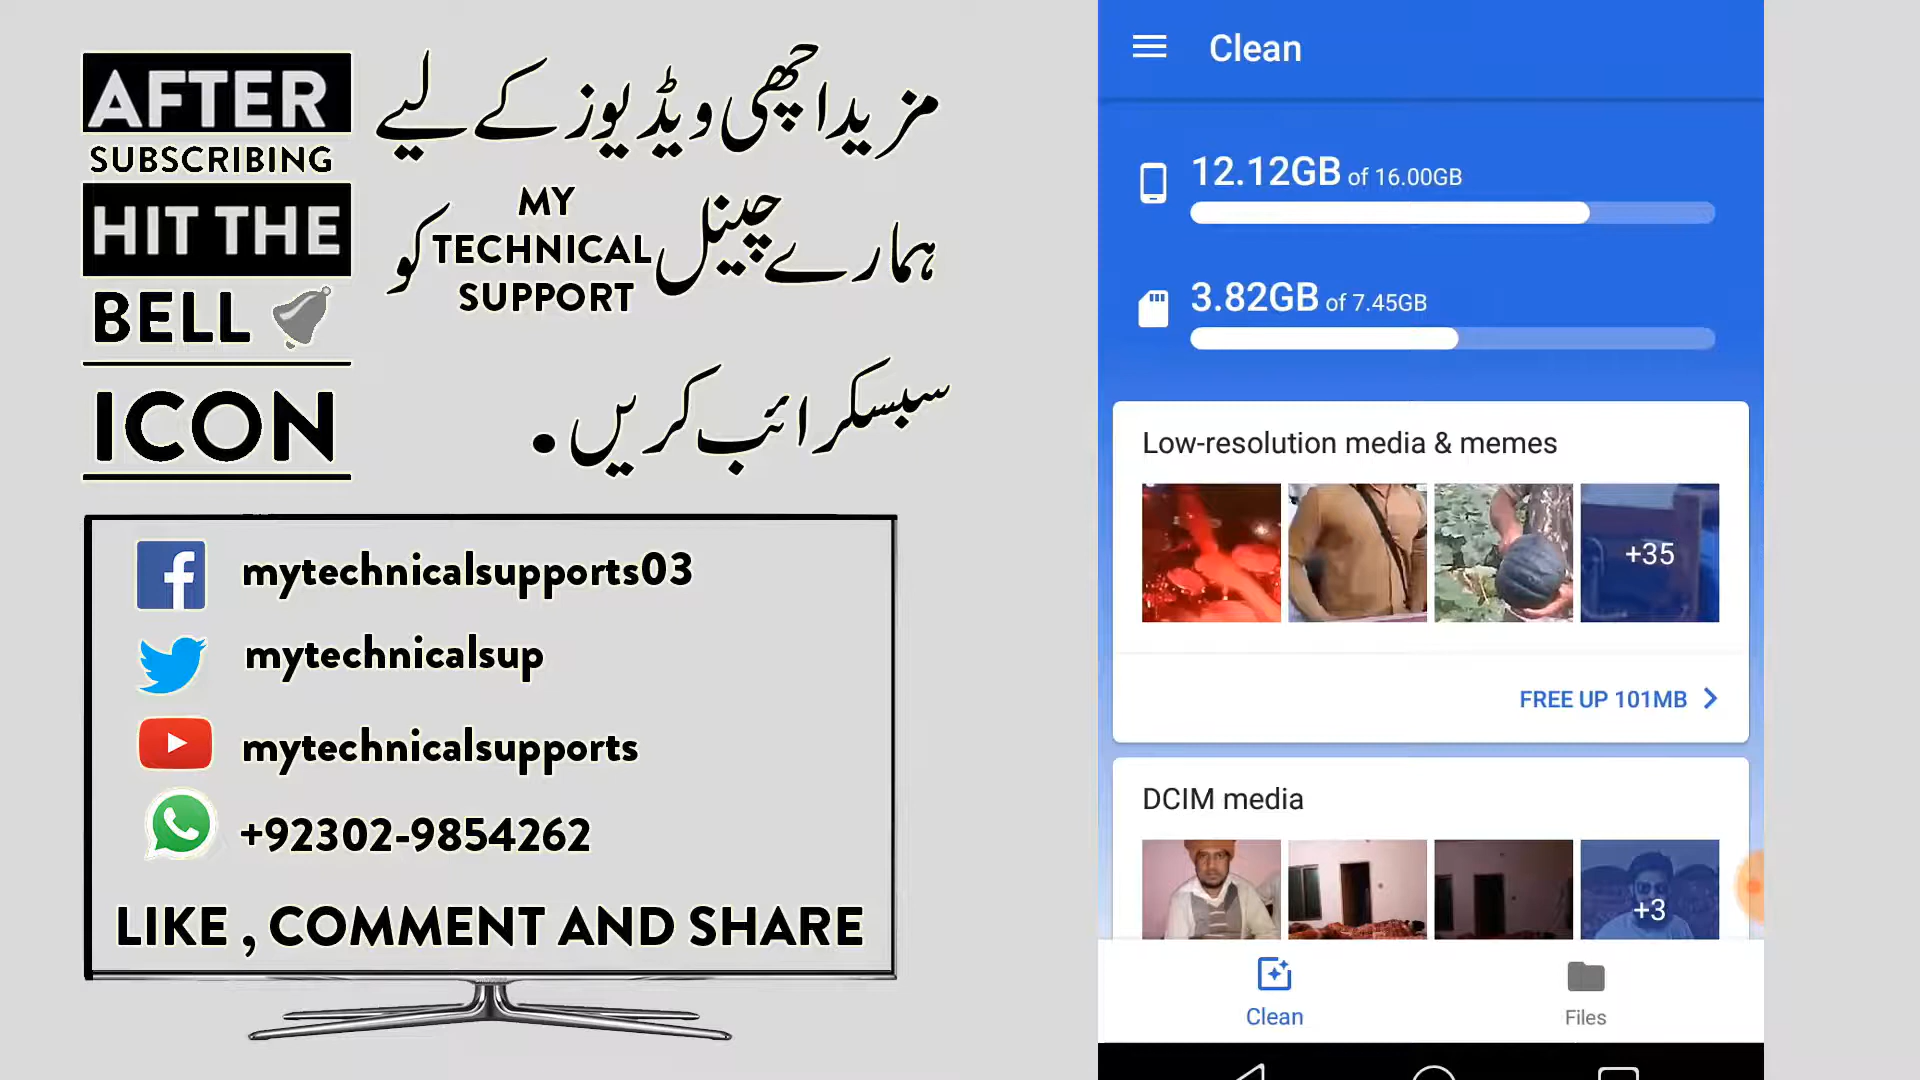 AFTER
SUBSCRIBING
HIT THE
BELL
ICON
مزید اچھی ویڈیوز کے لیے
ہمارے چینل MY TECHNICAL SUPPORT کو
سبسکرائب کریں۔
mytechnicalsupports03
mytechnicalsup
mytechnicalsupports
+92302-9854262
LIKE , COMMENT AND SHARE
Clean
12.12GB of 16.00GB
3.82GB of 7.45GB
Low-resolution media & memes
+35
FREE UP 101MB
DCIM media
+3
Clean
Files